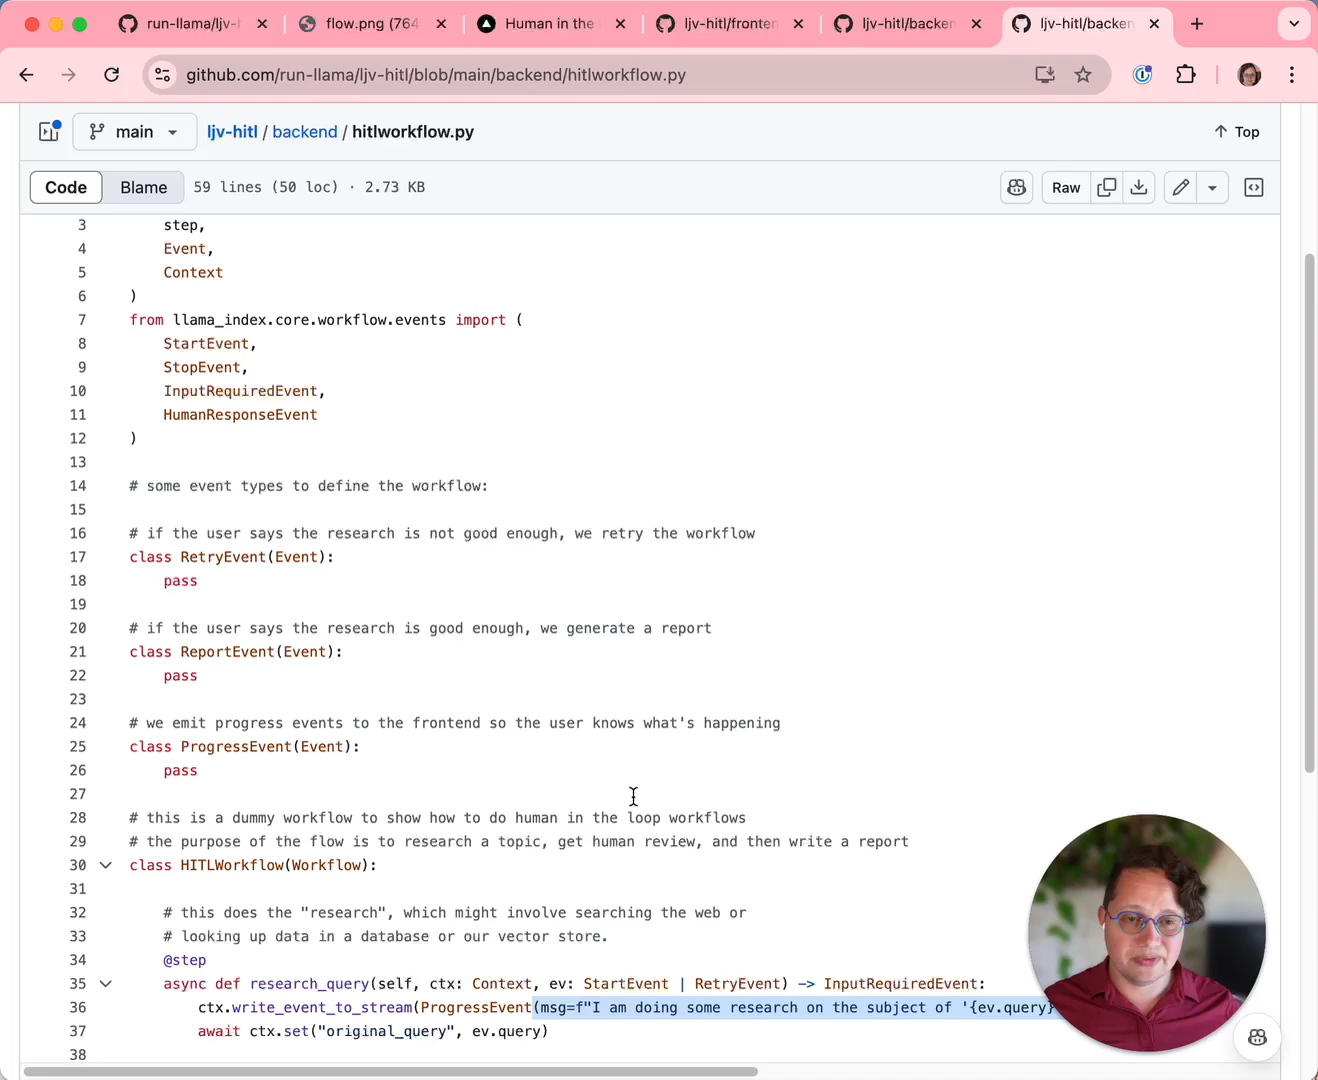 run-llama/ljv-l
flow.png (764
Human in the
ljv-hitl/fronter
ljv-hitl/backen
ljv-hitl/backen
github.com/run-llama/ljv-hitl/blob/main/backend/hitlworkflow.py
main
ljv-hitl / backend / hitlworkflow.py
Top
Code
Blame
59 lines (50 loc) · 2.73 KB
Raw
3 step,
4 Event,
5 Context
6 )
7 from llama_index.core.workflow.events import (
8 StartEvent,
9 StopEvent,
10 InputRequiredEvent,
11 HumanResponseEvent
12 )
13
14 # some event types to define the workflow:
15
16 # if the user says the research is not good enough, we retry the workflow
17 class RetryEvent(Event):
18 pass
19
20 # if the user says the research is good enough, we generate a report
21 class ReportEvent(Event):
22 pass
23
24 # we emit progress events to the frontend so the user knows what's happening
25 class ProgressEvent(Event):
26 pass
27
28 # this is a dummy workflow to show how to do human in the loop workflows
29 # the purpose of the flow is to research a topic, get human review, and then write a report
30 class HITLWorkflow(Workflow):
31
32 # this does the "research", which might involve searching the web or
33 # looking up data in a database or our vector store.
34 @step
35 async def research_query(self, ctx: Context, ev: StartEvent | RetryEvent) -> InputRequiredEvent:
36 ctx.write_event_to_stream(ProgressEvent(msg=f"I am doing some research on the subject of '{ev.query}
37 await ctx.set("original_query", ev.query)
38